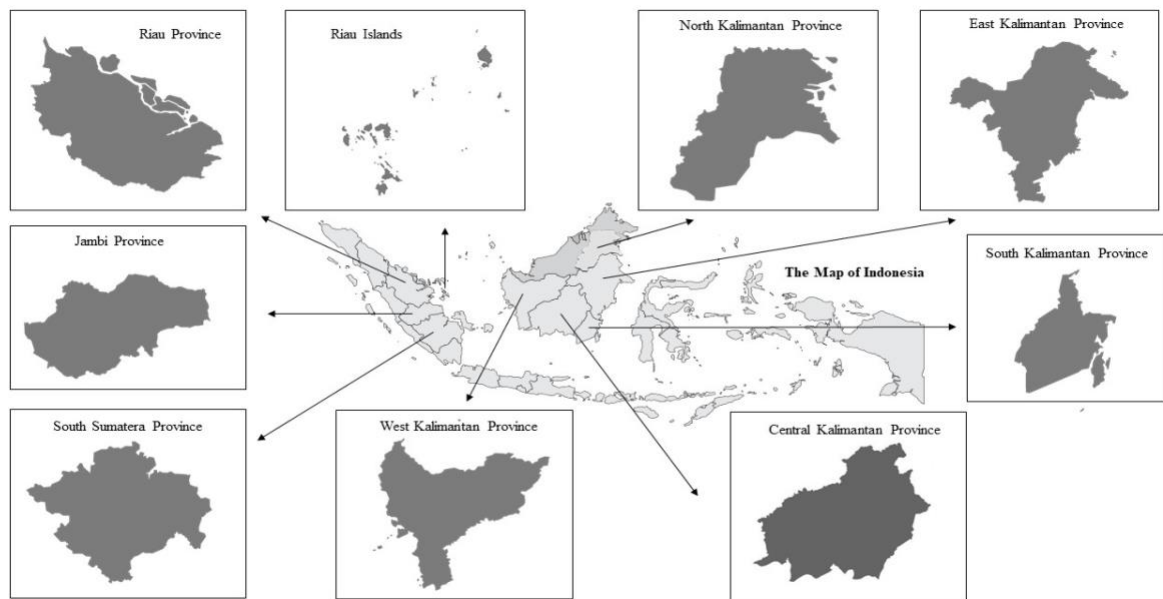 Riau Province
Riau Islands
North Kalimantan Province
East Kalimantan Province
Jambi Province
The Map of Indonesia
South Kalimantan Province
South Sumatera Province
West Kalimaritan Province
Central Kalimantan Province